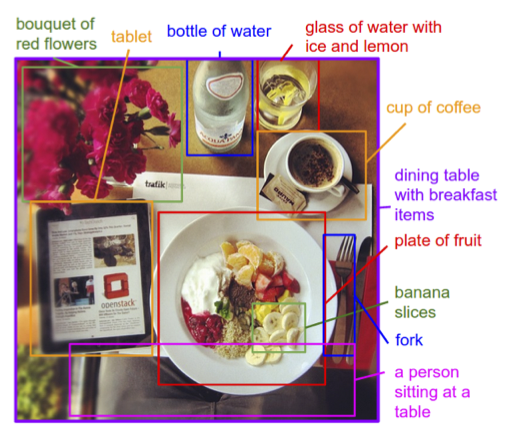 bouquet of
red flowers
tablet
bottle of water
glass of water with
ice and lemon
cup of coffee
dining table
with breakfast
items
plate of fruit
banana
slices
fork
a person
sitting at a
table
trafik
openstack